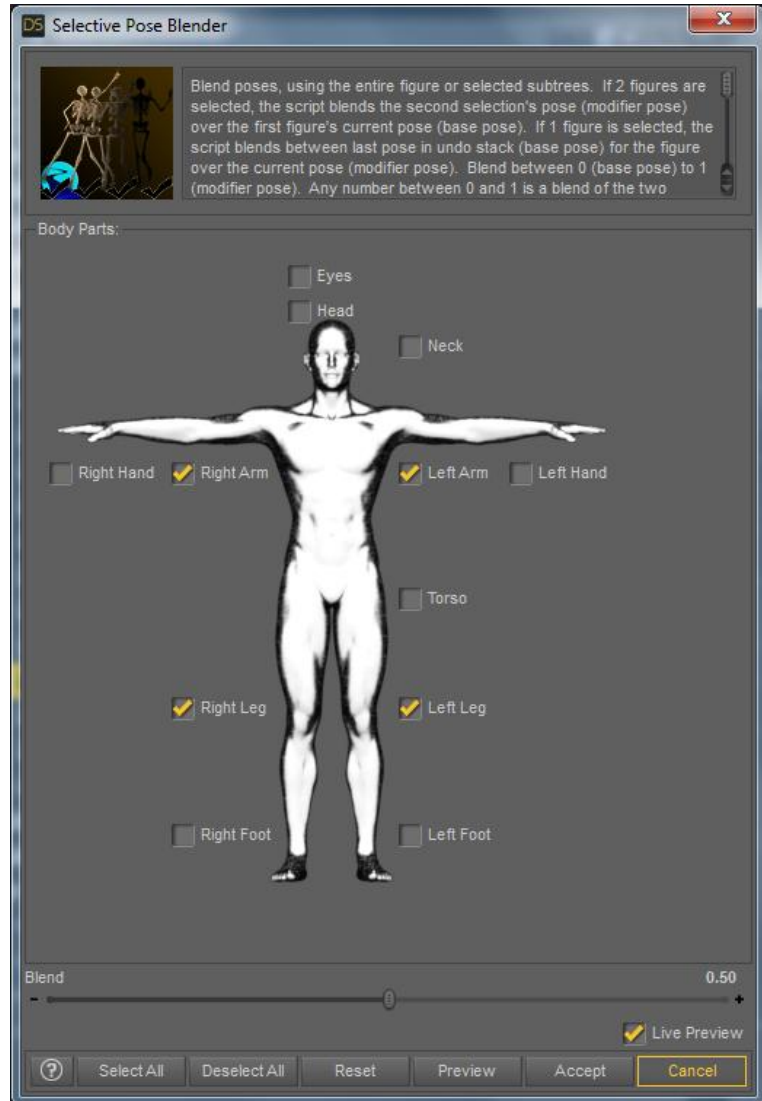 DS Selective Pose Blender
Blend poses, using the entire figure or selected subtrees. If 2 figures are
selected, the script blends the second selection's pose (modifier pose)
over the first figure's current pose (base pose). If 1 figure is selected, the
script blends between last pose in undo stack (base pose) for the figure
over the current pose (modifier pose). Blend between 0 (base pose) to 1
(modifier pose). Any number between 0 and 1 is a blend of the two
Body Parts:
Eyes
Head
Neck
Right Hand Right Arm Left Arm Left Hand
Torso
Right Leg Left Leg
Right Foot Left Foot
Blend 0.50
- +
Live Preview
? Select All Deselect All Reset Preview Accept Cancel